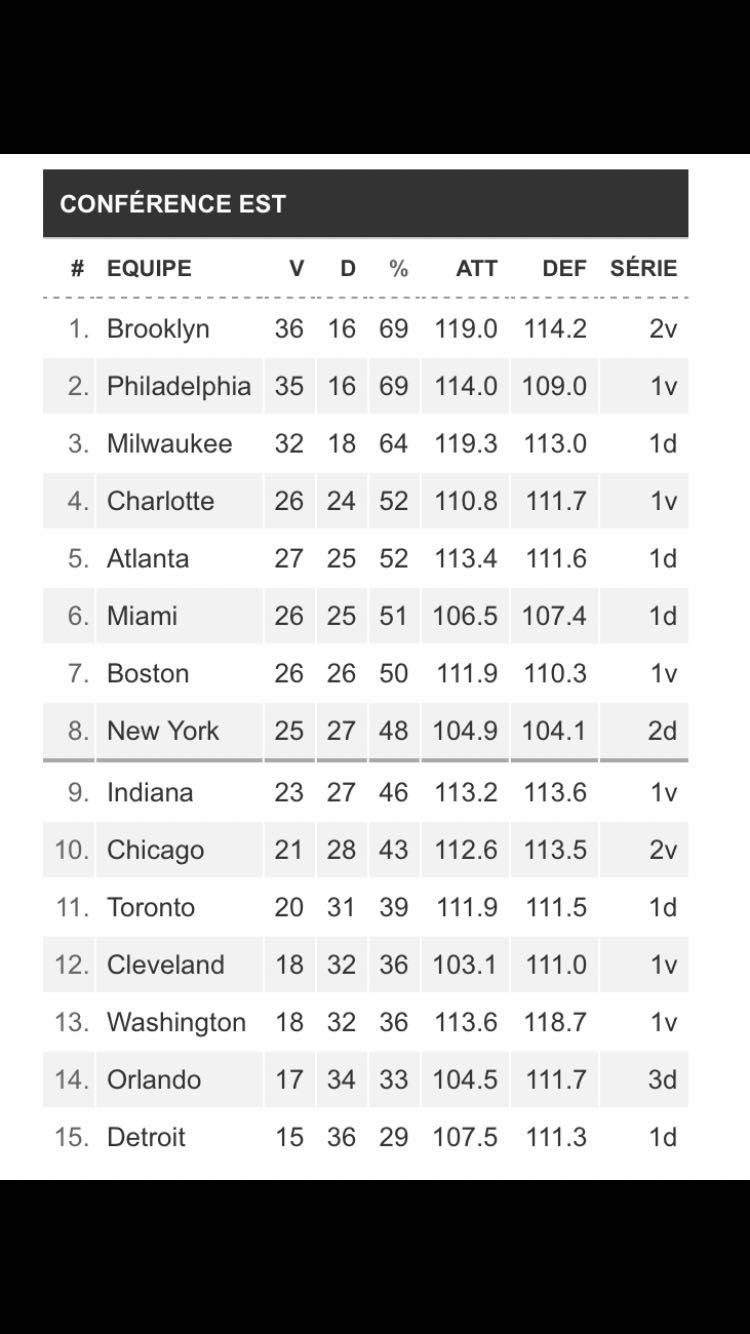 CONFÉRENCE EST
# EQUIPE V D % ATT DEF SÉRIE
1. Brooklyn 36 16 69 119.0 114.2 2v
2. Philadelphia 35 16 69 114.0 109.0 1v
3. Milwaukee 32 18 64 119.3 113.0 1d
4. Charlotte 26 24 52 110.8 111.7 1v
5. Atlanta 27 25 52 113.4 111.6 1d
6. Miami 26 25 51 106.5 107.4 1d
7. Boston 26 26 50 111.9 110.3 1v
8. New York 25 27 48 104.9 104.1 2d
9. Indiana 23 27 46 113.2 113.6 1v
10. Chicago 21 28 43 112.6 113.5 2v
11. Toronto 20 31 39 111.9 111.5 1d
12. Cleveland 18 32 36 103.1 111.0 1v
13. Washington 18 32 36 113.6 118.7 1v
14. Orlando 17 34 33 104.5 111.7 3d
15. Detroit 15 36 29 107.5 111.3 1d